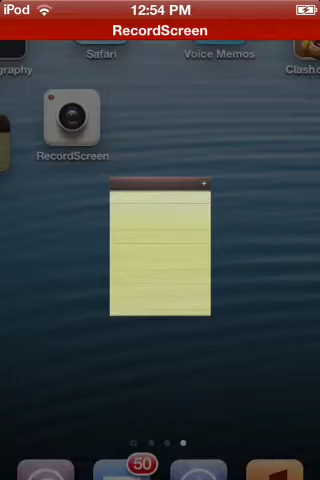 iPod 12:54 PM
RecordScreen
graphy Safari Voice Memos Clash o
RecordScreen
50